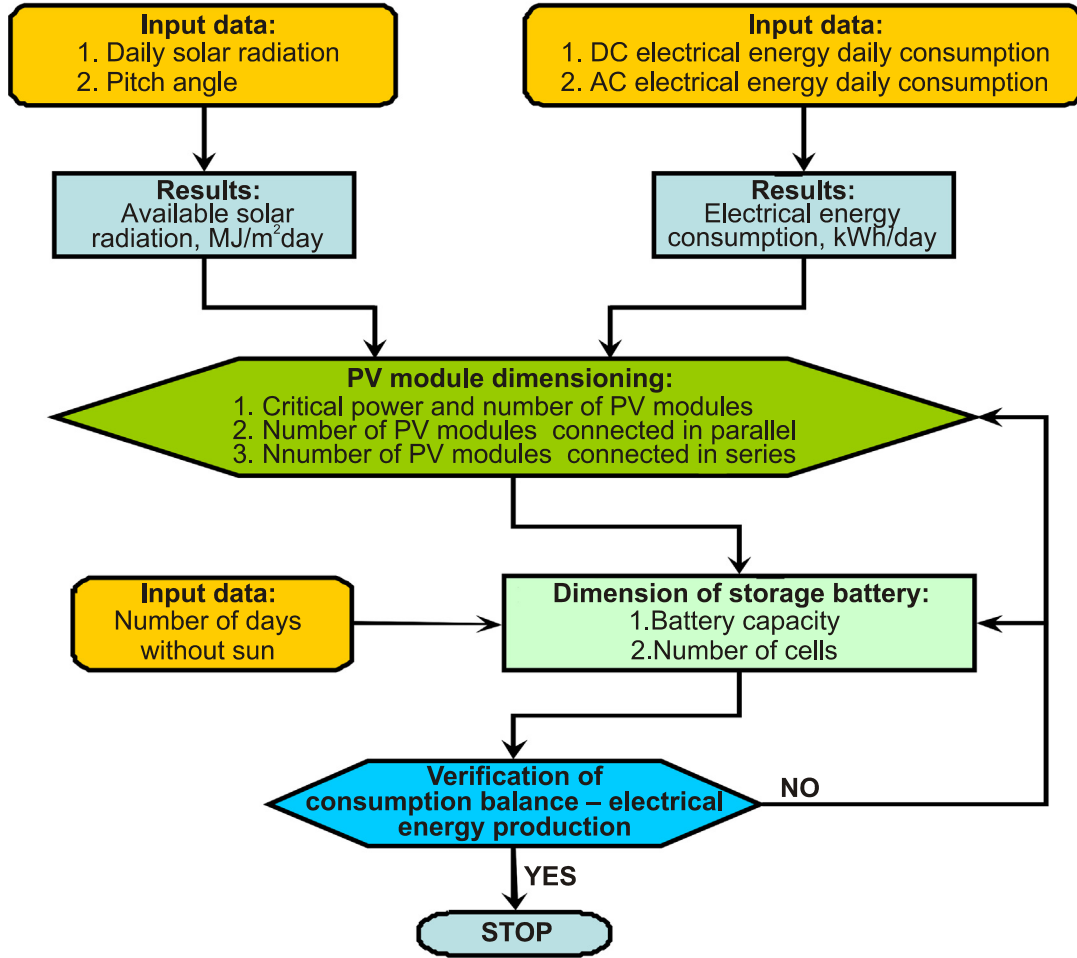 Input data:
1. Daily solar radiation
2. Pitch angle
Input data:
1. DC electrical energy daily consumption
2. AC electrical energy daily consumption
Results:
Available solar
radiation, MJ/m²day
Results:
Electrical energy
consumption, kWh/day
PV module dimensioning:
1. Critical power and number of PV modules
2. Number of PV modules connected in parallel
3. Nnumber of PV modules connected in series
Input data:
Number of days
without sun
Dimension of storage battery:
1.Battery capacity
2.Number of cells
Verification of
consumption balance – electrical
energy production
NO
YES
STOP